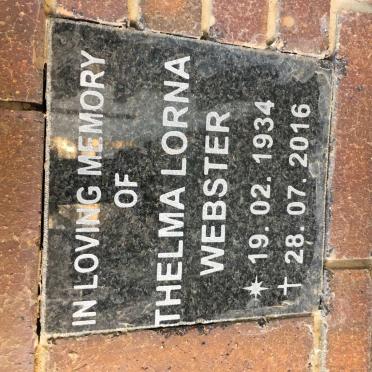 IN LOVING MEMORY
OF
THELMA LORNA
WEBSTER
19. 02. 1934
28. 07. 2016